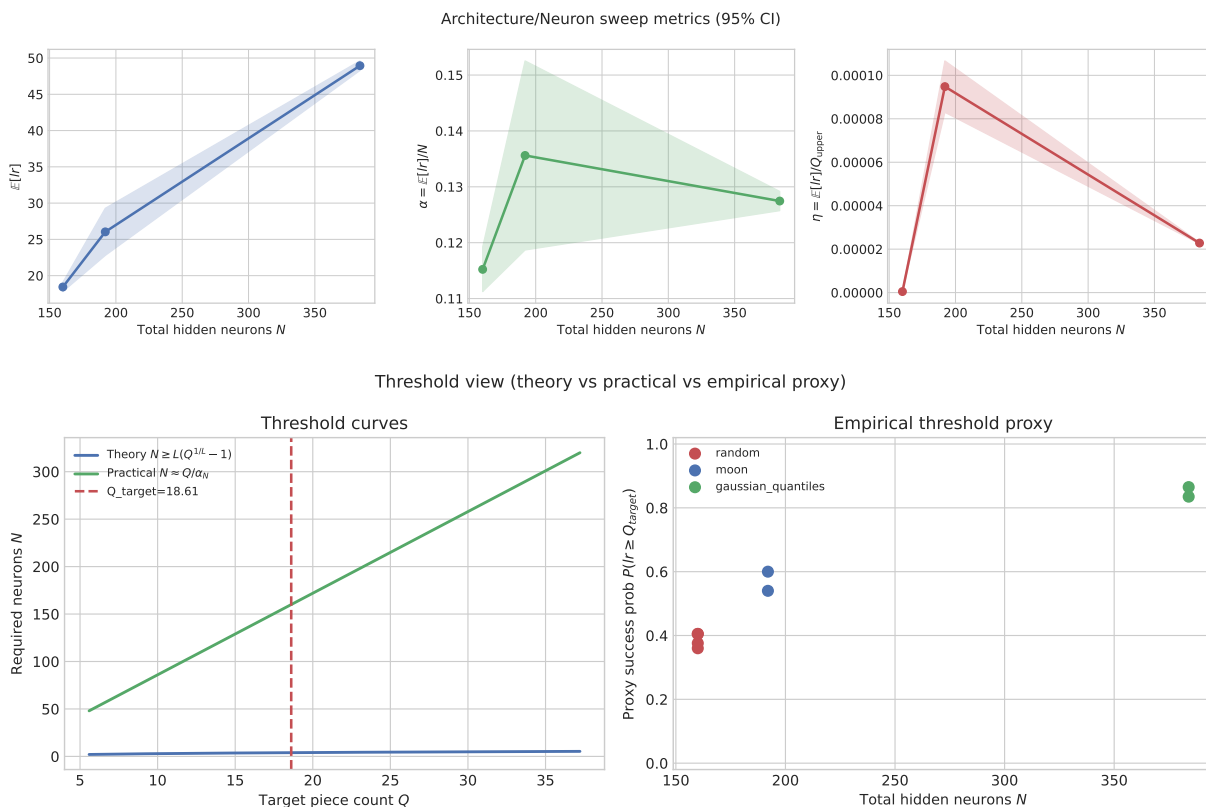 Architecture/Neuron sweep metrics (95% CI)
𝔼[lr]
50
45
40
35
30
25
20
150
200
250
300
350
Total hidden neurons N
α = 𝔼[lr]/N
0.15
0.14
0.13
0.12
0.11
150
200
250
300
350
Total hidden neurons N
η = 𝔼[lr]/Q_upper
0.00010
0.00008
0.00006
0.00004
0.00002
0.00000
150
200
250
300
350
Total hidden neurons N
Threshold view (theory vs practical vs empirical proxy)
Threshold curves
Theory N ≥ L(Q^{1/L} − 1)
Practical N ≈ Q/α_N
Q_target=18.61
Required neurons N
300
250
200
150
100
50
0
5
10
15
20
25
30
35
Target piece count Q
Empirical threshold proxy
random
moon
gaussian_quantiles
Proxy success prob P(lr ≥ Q_target)
1.0
0.8
0.6
0.4
0.2
0.0
150
200
250
300
350
Total hidden neurons N